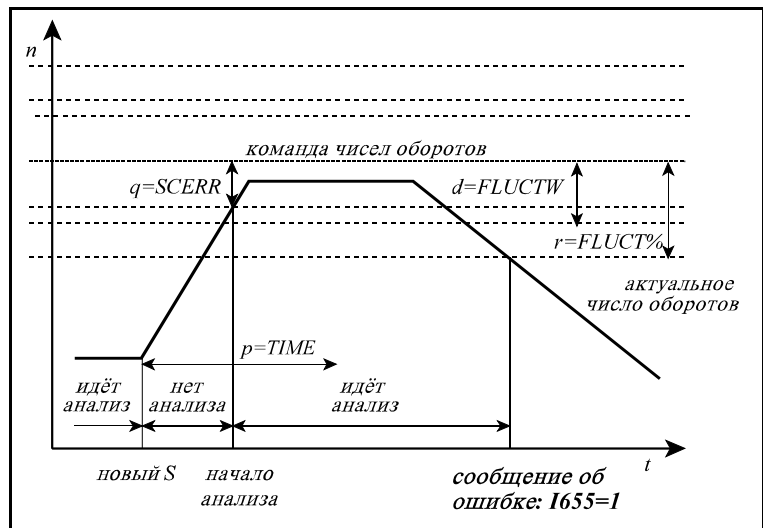 n
команда чисел оборотов
q=SCERR
d=FLUCTW
r=FLUCT%
актуальное
число оборотов
p=TIME
идёт
анализ
нет
анализа
идёт
анализ
t
новый S
начало
анализа
сообщение об
ошибке: I655=1